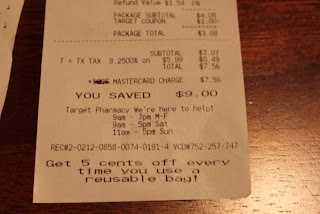 Refund Value $1.54 PN
PACKAGE SUBTOTAL $4.08
TARGET COUPON $1.00-
PACKAGE TOTAL $3.08
SUBTOTAL $7.07
T = TX TAX 8.2500% on $5.99 $0.49
TOTAL $7.56
MASTERCARD CHARGE $7.56
YOU SAVED $9.00
Target Pharmacy We're here to help!
9am - 7pm M-F
9am - 5pm Sat
11am - 5pm Sun
REC#2-0212-0858-0074-0191-4 VCD#752-257-747
Get 5 cents off every
time you use a
reusable bag!